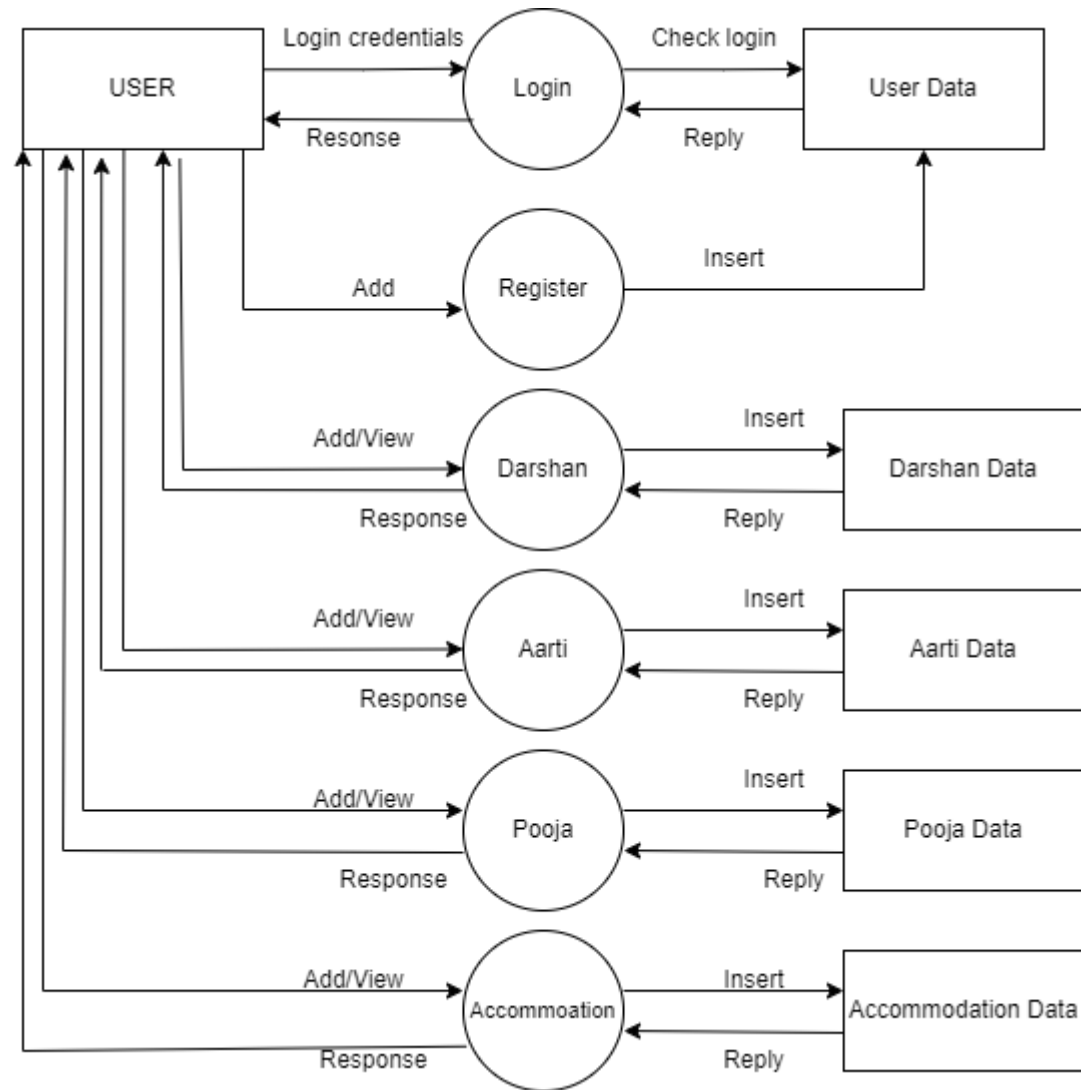 Login credentials
Check login
USER
Login
User Data
Resonse
Reply
Add
Register
Insert
Add/View
Insert
Darshan
Darshan Data
Response
Reply
Add/View
Insert
Aarti
Aarti Data
Response
Reply
Add/View
Insert
Pooja
Pooja Data
Response
Reply
Add/View
Insert
Accommoation
Accommodation Data
Response
Reply